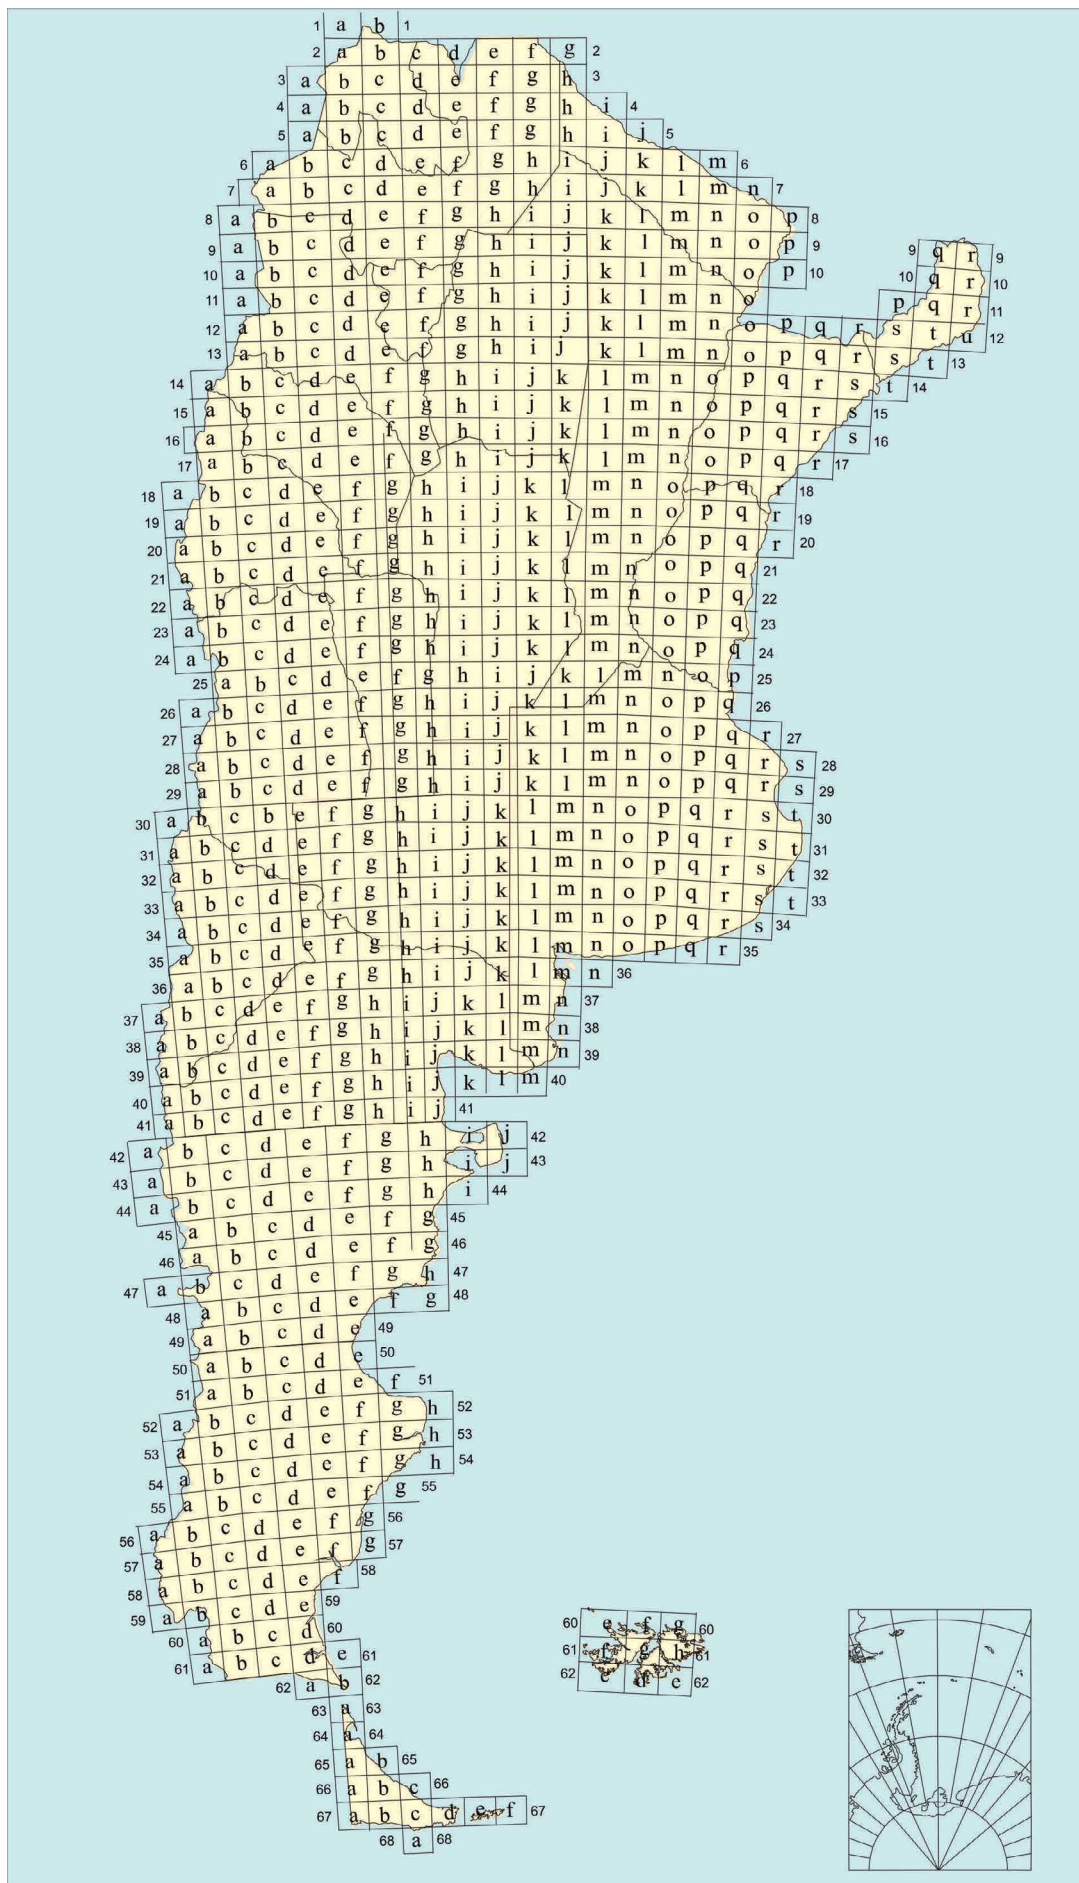 1 a b 1
2 a b c d e f g 2
3 a b c d e f g h 3
4 a b c d e f g h i 4
5 a b c d e f g h i j 5
6 a b c d e f g h i j k l m 6
7 a b c d e f g h i j k l m n 7
8 a b c d e f g h i j k l m n o p 8
9 a b c d e f g h i j k l m n o p 9 9 q r 9
10 a b c d e f g h i j k l m n o p 10 10 q r 10
11 a b c d e f g h i j k l m n o p q r 11
12 a b c d e f g h i j k l m n o p q r s t u 12
13 a b c d e f g h i j k l m n o p q r s t 13
14 a b c d e f g h i j k l m n o p q r s t 14
15 a b c d e f g h i j k l m n o p q r s 15
16 a b c d e f g h i j k l m n o p q r s 16
17 a b c d e f g h i j k l m n o p q r 17
18 a b c d e f g h i j k l m n o p q r 18
19 a b c d e f g h i j k l m n o p q r 19
20 a b c d e f g h i j k l m n o p q r 20
21 a b c d e f g h i j k l m n o p q 21
22 a b c d e f g h i j k l m n o p q 22
23 a b c d e f g h i j k l m n o p q 23
24 a b c d e f g h i j k l m n o p q 24
25 a b c d e f g h i j k l m n o p 25
26 a b c d e f g h i j k l m n o p q 26
27 a b c d e f g h i j k l m n o p q r 27
28 a b c d e f g h i j k l m n o p q r s 28
29 a b c d e f g h i j k l m n o p q r s 29
30 a b c b e f g h i j k l m n o p q r s t 30
31 a b c d e f g h i j k l m n o p q r s t 31
32 a b c d e f g h i j k l m n o p q r s t 32
33 a b c d e f g h i j k l m n o p q r s t 33
34 a b c d e f g h i j k l m n o p q r s 34
35 a b c d e f g h i j k l m n o p q r 35
36 a b c d e f g h i j k l m n 36
37 a b c d e f g h i j k l m n 37
38 a b c d e f g h i j k l m n 38
39 a b c d e f g h i j k l m n 39
40 a b c d e f g h i j k l m 40
41 a b c d e f g h i j 41
42 a b c d e f g h i j 42
43 a b c d e f g h i j 43
44 a b c d e f g h i 44
45 a b c d e f g 45
46 a b c d e f g 46
47 a b c d e f g h 47
48 a b c d e f g 48
49 a b c d e 49
50 a b c d e 50
51 a b c d e f 51
52 a b c d e f g h 52
53 a b c d e f g h 53
54 a b c d e f g h 54
55 a b c d e f g 55
56 a b c d e f g 56
57 a b c d e f g 57
58 a b c d e f 58
59 a b c d e 59
60 a b c d 60 60 e f g 60
61 a b c d e 61 61 f g h 61
62 a b 62 62 c d e 62
63 a 63
64 a 64
65 a b 65
66 a b c 66
67 a b c d e f 67
68 a 68